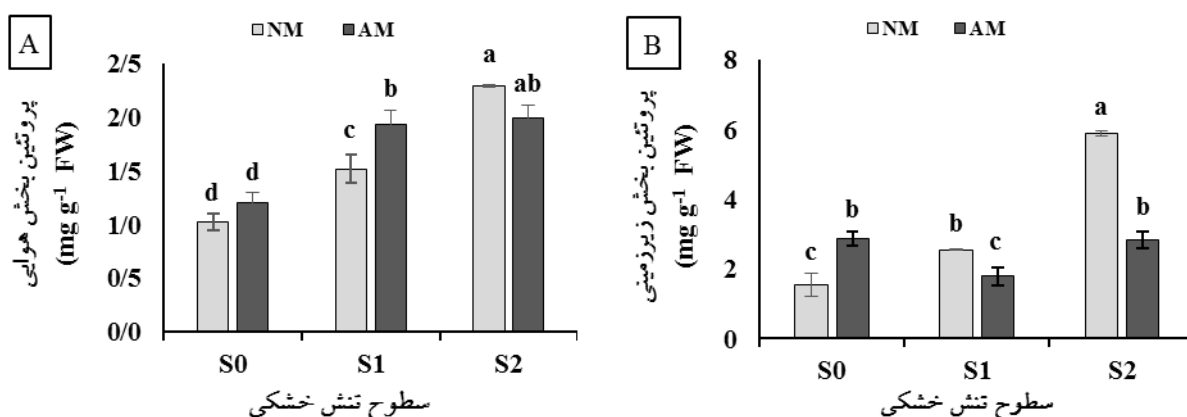 A
NM AM
پروتئین بخش هوایی
(mg g⁻¹ FW)
2/5
2/0
1/5
1/0
0/5
0/0
d
d
c
b
a
ab
S0 S1 S2
سطوح تنش خشکی
B
NM AM
پروتئین بخش زیرزمینی
(mg g⁻¹ FW)
8
6
4
2
0
c
b
b
c
a
b
S0 S1 S2
سطوح تنش خشکی